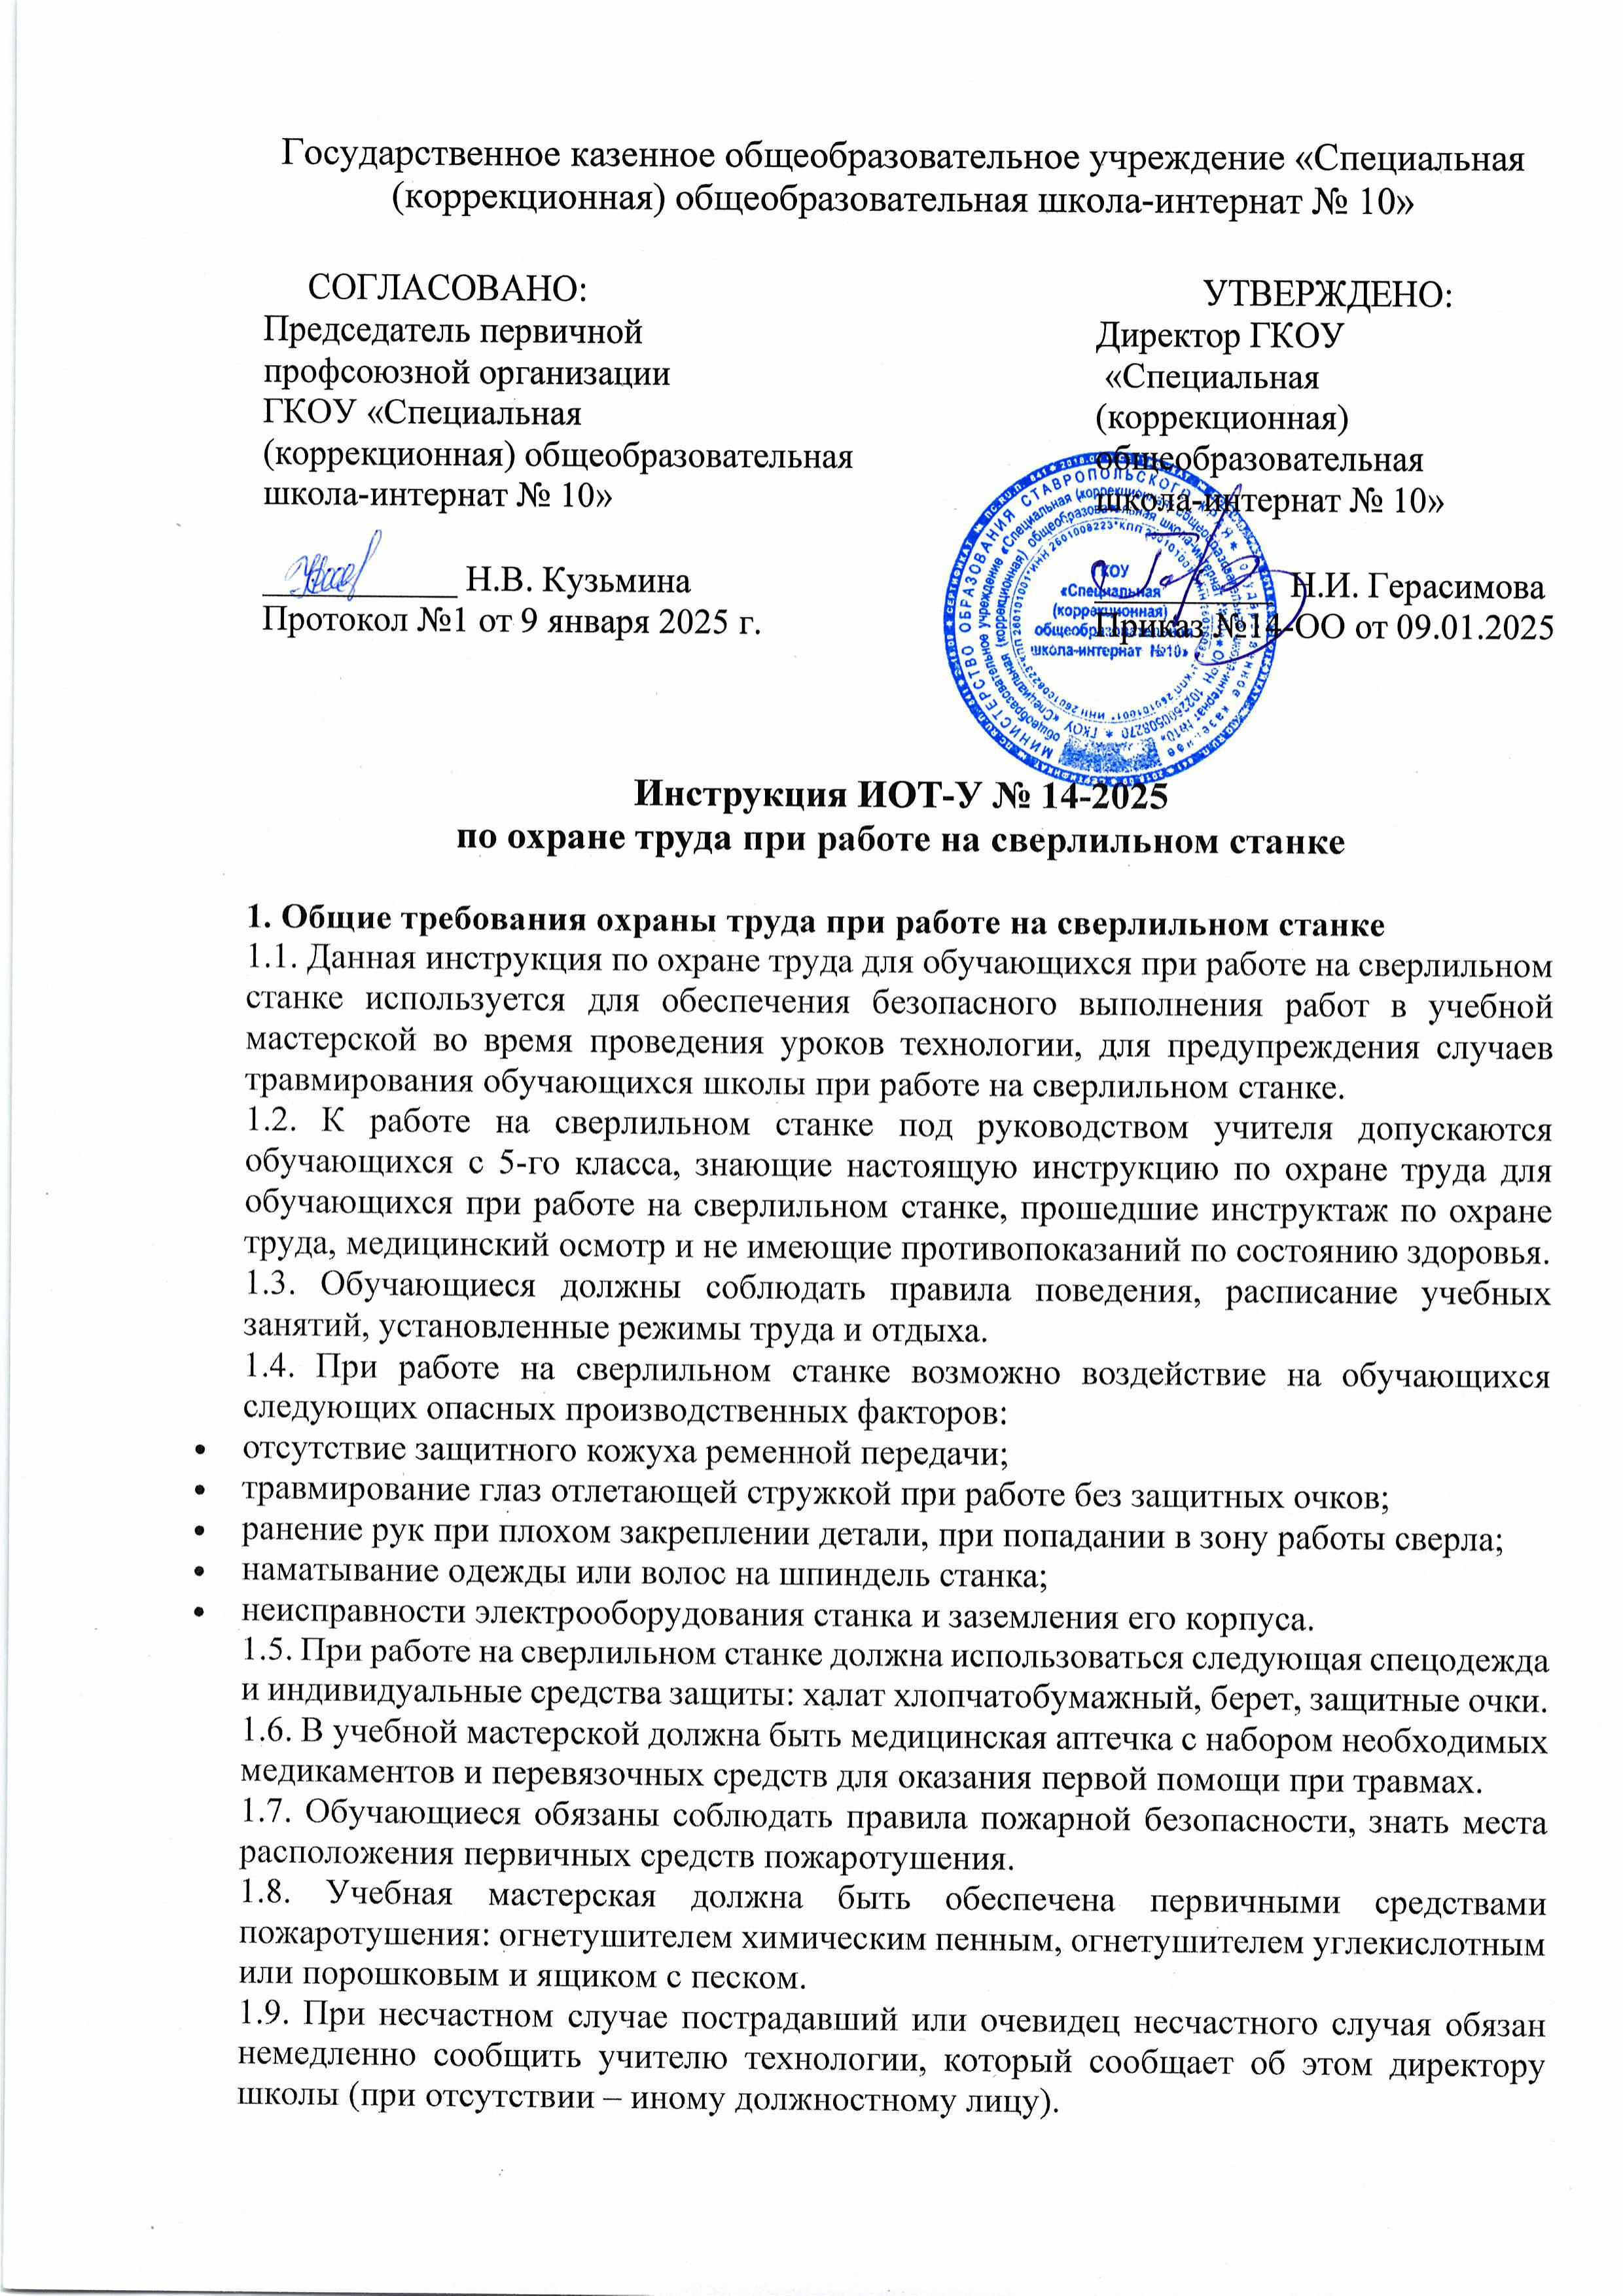 Государственное казенное общеобразовательное учреждение «Специальная
(коррекционная) общеобразовательная школа-интернат № 10»
СОГЛАСОВАНО:
Председатель первичной
профсоюзной организации
ГКОУ «Специальная
(коррекционная) общеобразовательная
школа-интернат № 10»
Н.В. Кузьмина
Протокол №1 от 9 января 2025 г.
УТВЕРЖДЕНО:
Директор ГКОУ
«Специальная
(коррекционная)
общеобразовательная
школа-интернат № 10»
Н.И. Герасимова
Приказ №14-ОО от 09.01.2025
МИНИСТЕРСТВО ОБРАЗОВАНИЯ СТАВРОПОЛЬСКОГО КРАЯ
ГКОУ
«Специальная
(коррекционная)
общеобразовательная
школа-интернат №10»
Инструкция ИОТ-У № 14-2025
по охране труда при работе на сверлильном станке
1. Общие требования охраны труда при работе на сверлильном станке
1.1. Данная инструкция по охране труда для обучающихся при работе на сверлильном
станке используется для обеспечения безопасного выполнения работ в учебной
мастерской во время проведения уроков технологии, для предупреждения случаев
травмирования обучающихся школы при работе на сверлильном станке.
1.2. К работе на сверлильном станке под руководством учителя допускаются
обучающихся с 5-го класса, знающие настоящую инструкцию по охране труда для
обучающихся при работе на сверлильном станке, прошедшие инструктаж по охране
труда, медицинский осмотр и не имеющие противопоказаний по состоянию здоровья.
1.3. Обучающиеся должны соблюдать правила поведения, расписание учебных
занятий, установленные режимы труда и отдыха.
1.4. При работе на сверлильном станке возможно воздействие на обучающихся
следующих опасных производственных факторов:
• отсутствие защитного кожуха ременной передачи;
• травмирование глаз отлетающей стружкой при работе без защитных очков;
• ранение рук при плохом закреплении детали, при попадании в зону работы сверла;
• наматывание одежды или волос на шпиндель станка;
• неисправности электрооборудования станка и заземления его корпуса.
1.5. При работе на сверлильном станке должна использоваться следующая спецодежда
и индивидуальные средства защиты: халат хлопчатобумажный, берет, защитные очки.
1.6. В учебной мастерской должна быть медицинская аптечка с набором необходимых
медикаментов и перевязочных средств для оказания первой помощи при травмах.
1.7. Обучающиеся обязаны соблюдать правила пожарной безопасности, знать места
расположения первичных средств пожаротушения.
1.8. Учебная мастерская должна быть обеспечена первичными средствами
пожаротушения: огнетушителем химическим пенным, огнетушителем углекислотным
или порошковым и ящиком с песком.
1.9. При несчастном случае пострадавший или очевидец несчастного случая обязан
немедленно сообщить учителю технологии, который сообщает об этом директору
школы (при отсутствии – иному должностному лицу).